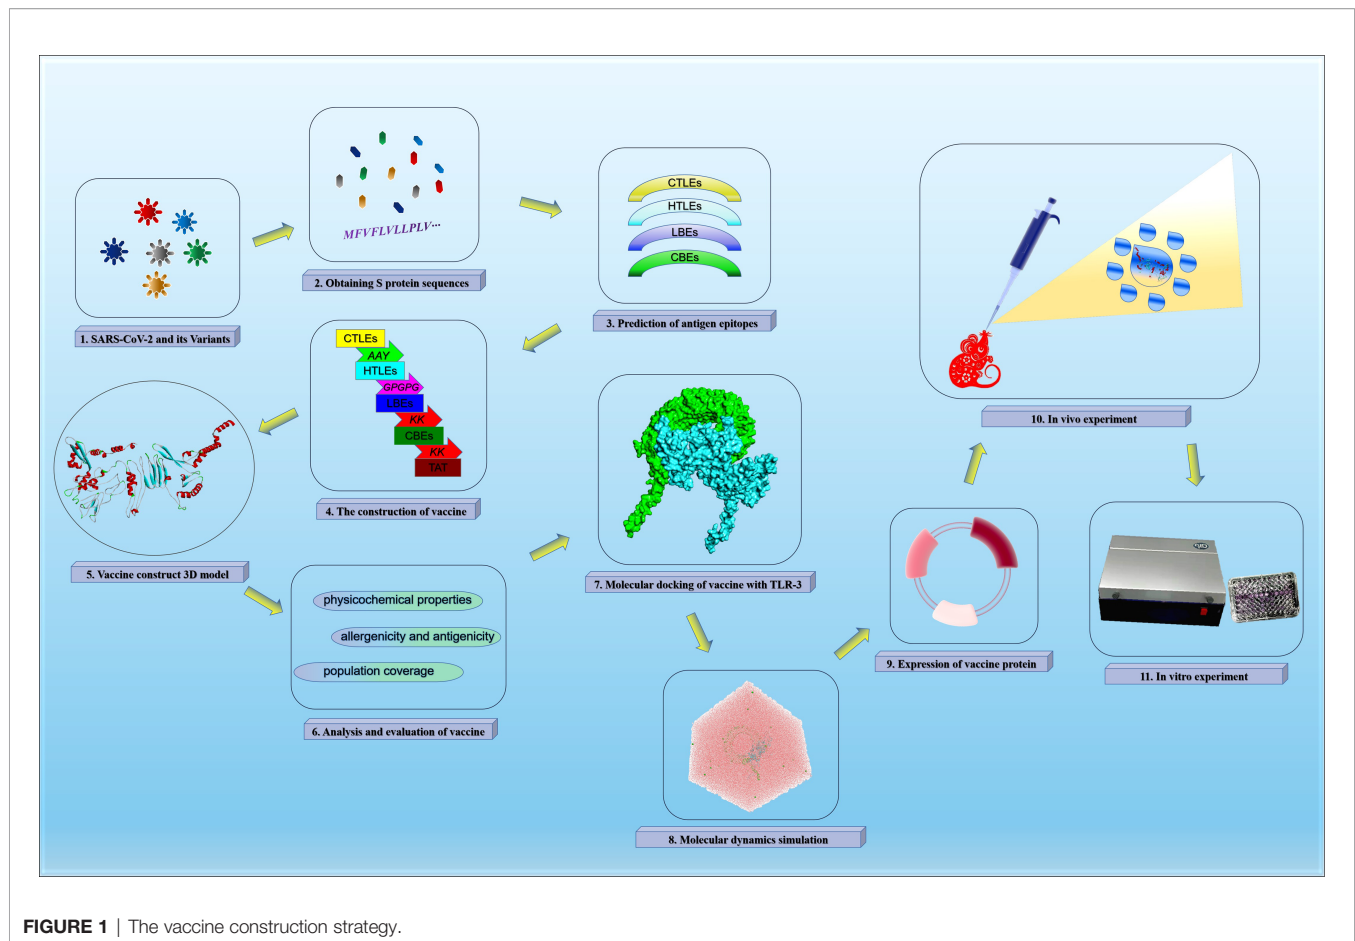 MFVFLVLLPLV...
1. SARS-CoV-2 and its Variants
2. Obtaining S protein sequences
CTLEs
HTLEs
LBEs
CBEs
3. Prediction of antigen epitopes
CTLEs
AAY
HTLEs
GPGPG
LBEs
KK
CBEs
KK
TAT
4. The construction of vaccine
5. Vaccine construct 3D model
physicochemical properties
allergenicity and antigenicity
population coverage
6. Analysis and evaluation of vaccine
7. Molecular docking of vaccine with TLR-3
8. Molecular dynamics simulation
9. Expression of vaccine protein
10. In vivo experiment
11. In vitro experiment
FIGURE 1 | The vaccine construction strategy.